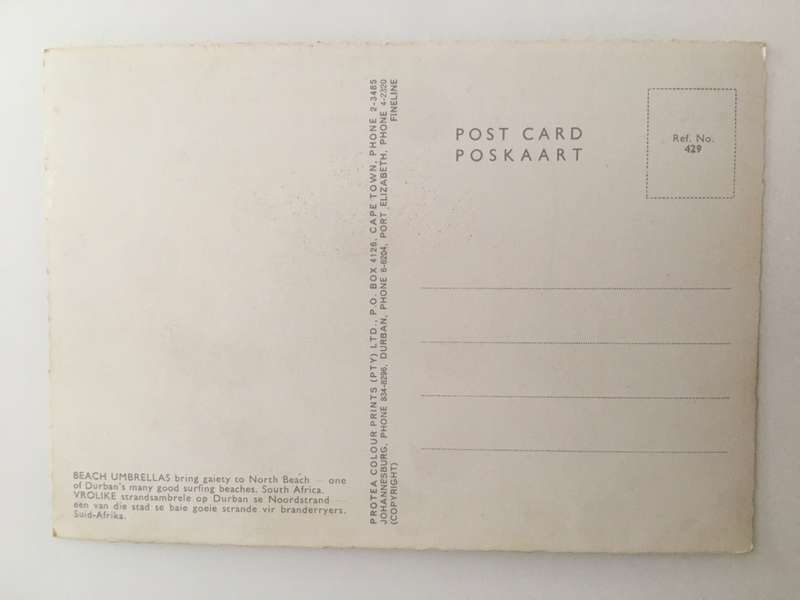 BEACH UMBRELLAS bring gaiety to North Beach — one
of Durban's many good surfing beaches. South Africa.
VROLIKE strandsambrele op Durban se Noordstrand —
een van die stad se baie goeie strande vir branderryers.
Suid-Afrika.
PROTEA COLOUR PRINTS (PTY) LTD., P.O. BOX 4126, CAPE TOWN, PHONE 2-3465
JOHANNESBURG, PHONE 834-8296, DURBAN, PHONE 6-8204, PORT ELIZABETH, PHONE 4-2320
(COPYRIGHT) FINELINE
POST CARD
POSKAART
Ref. No.
429